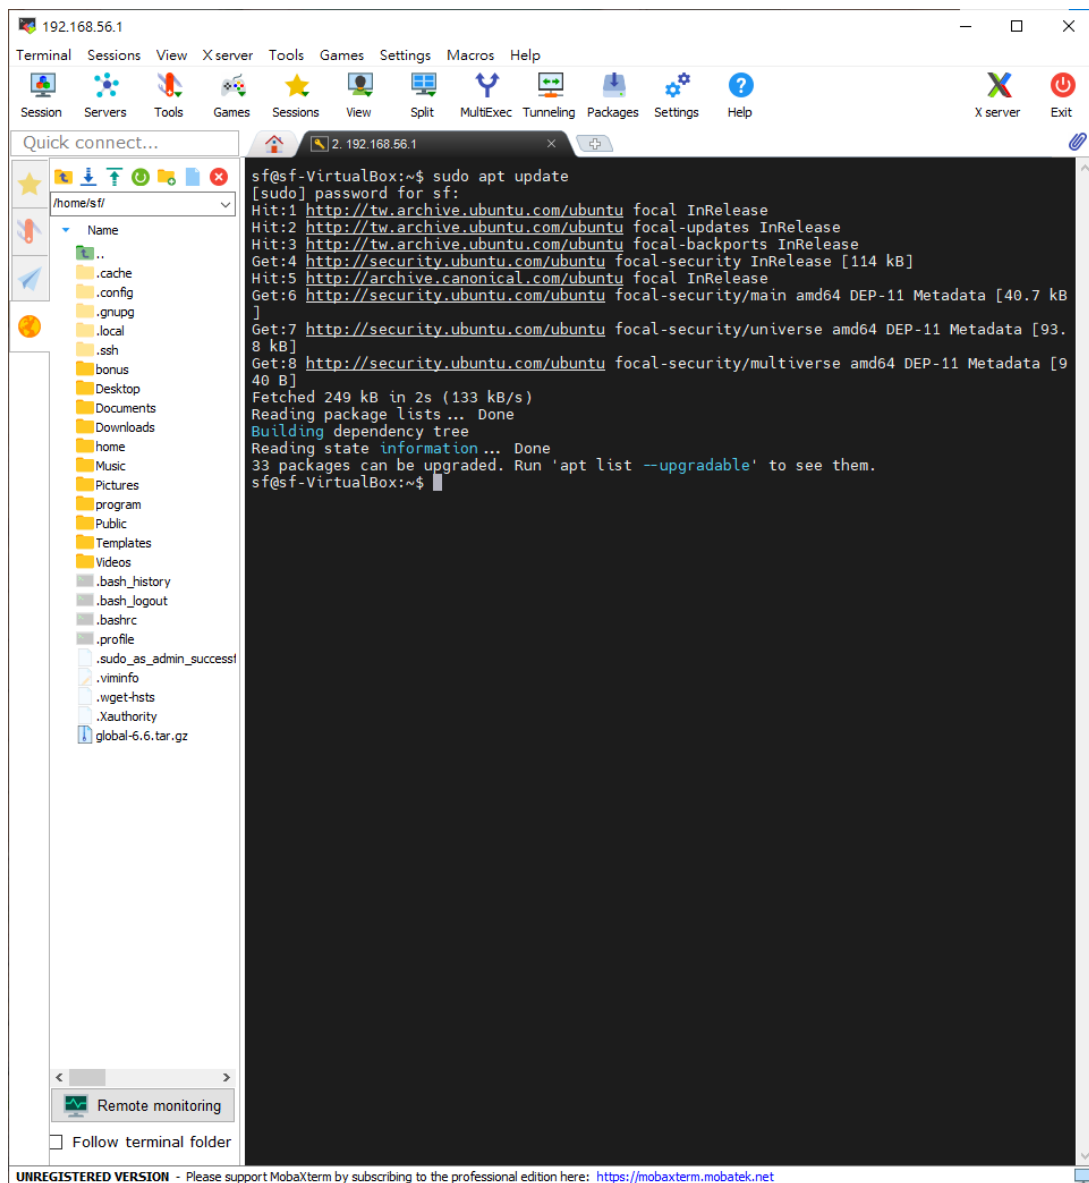 192.168.56.1
Terminal Sessions View X server Tools Games Settings Macros Help
Session Servers Tools Games Sessions View Split MultiExec Tunneling Packages Settings Help X server Exit
Quick connect...
2. 192.168.56.1
/home/sf/
Name
..
.cache
.config
.gnupg
.local
.ssh
bonus
Desktop
Documents
Downloads
home
Music
Pictures
program
Public
Templates
Videos
.bash_history
.bash_logout
.bashrc
.profile
.sudo_as_admin_successf
.viminfo
.wget-hsts
.Xauthority
global-6.6.tar.gz
Remote monitoring
Follow terminal folder
sf@sf-VirtualBox:~$ sudo apt update
[sudo] password for sf:
Hit:1 http://tw.archive.ubuntu.com/ubuntu focal InRelease
Hit:2 http://tw.archive.ubuntu.com/ubuntu focal-updates InRelease
Hit:3 http://tw.archive.ubuntu.com/ubuntu focal-backports InRelease
Get:4 http://security.ubuntu.com/ubuntu focal-security InRelease [114 kB]
Hit:5 http://archive.canonical.com/ubuntu focal InRelease
Get:6 http://security.ubuntu.com/ubuntu focal-security/main amd64 DEP-11 Metadata [40.7 kB
]
Get:7 http://security.ubuntu.com/ubuntu focal-security/universe amd64 DEP-11 Metadata [93.
8 kB]
Get:8 http://security.ubuntu.com/ubuntu focal-security/multiverse amd64 DEP-11 Metadata [9
40 B]
Fetched 249 kB in 2s (133 kB/s)
Reading package lists... Done
Building dependency tree
Reading state information... Done
33 packages can be upgraded. Run 'apt list --upgradable' to see them.
sf@sf-VirtualBox:~$
UNREGISTERED VERSION - Please support MobaXterm by subscribing to the professional edition here: https://mobaxterm.mobatek.net